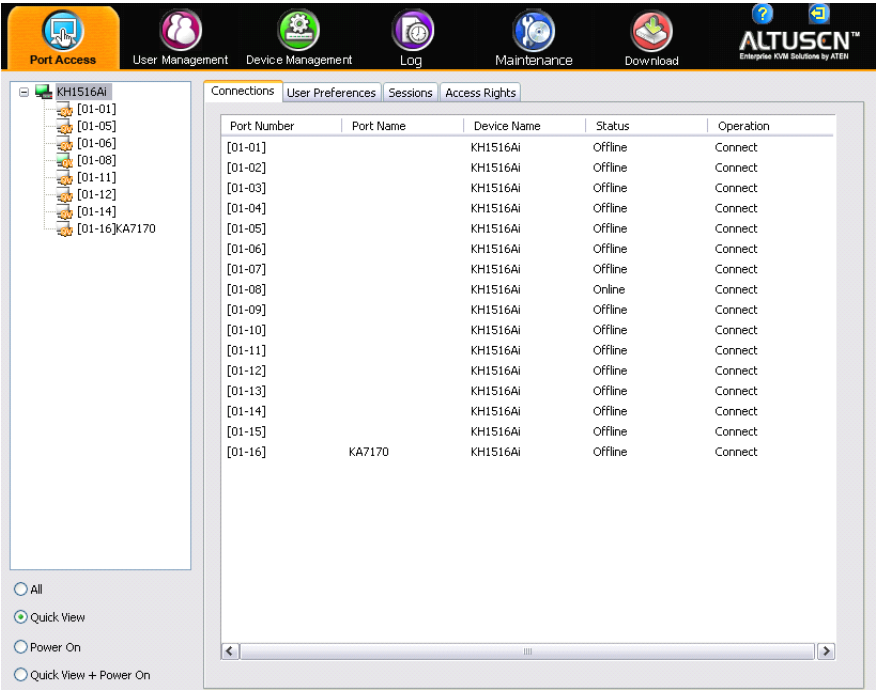 Port Access User Management Device Management Log Maintenance Download
ALTUSEN™
Enterprise KVM Solutions by ATEN
KH1516Ai
[01-01]
[01-05]
[01-06]
[01-08]
[01-11]
[01-12]
[01-14]
[01-16]KA7170
All
Quick View
Power On
Quick View + Power On
Connections User Preferences Sessions Access Rights
Port Number Port Name Device Name Status Operation
[01-01] KH1516Ai Offline Connect
[01-02] KH1516Ai Offline Connect
[01-03] KH1516Ai Offline Connect
[01-04] KH1516Ai Offline Connect
[01-05] KH1516Ai Offline Connect
[01-06] KH1516Ai Offline Connect
[01-07] KH1516Ai Offline Connect
[01-08] KH1516Ai Online Connect
[01-09] KH1516Ai Offline Connect
[01-10] KH1516Ai Offline Connect
[01-11] KH1516Ai Offline Connect
[01-12] KH1516Ai Offline Connect
[01-13] KH1516Ai Offline Connect
[01-14] KH1516Ai Offline Connect
[01-15] KH1516Ai Offline Connect
[01-16] KA7170 KH1516Ai Offline Connect